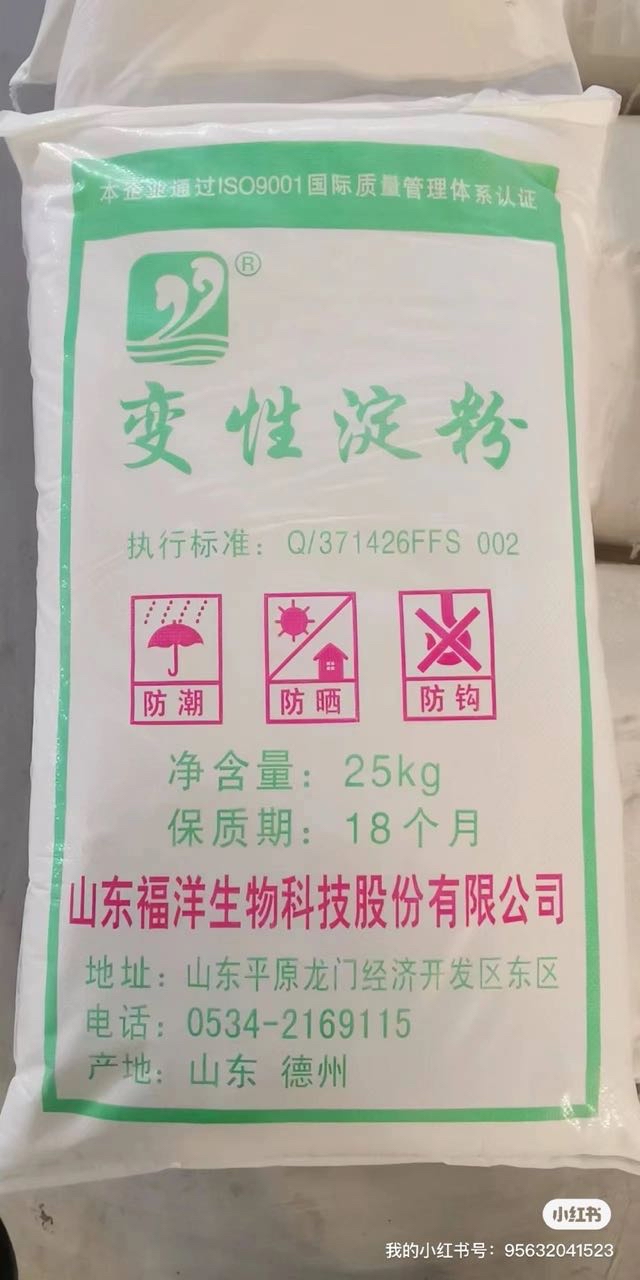 本企业通过ISO9001国际质量管理体系认证
®
变性淀粉
执行标准：Q/371426FFS 002
防潮 防晒 防钩
净含量：25kg
保质期：18个月
山东福洋生物科技股份有限公司
地址：山东平原龙门经济开发区东区
电话：0534-2169115
产地：山东 德州
小红书
我的小红书号：95632041523